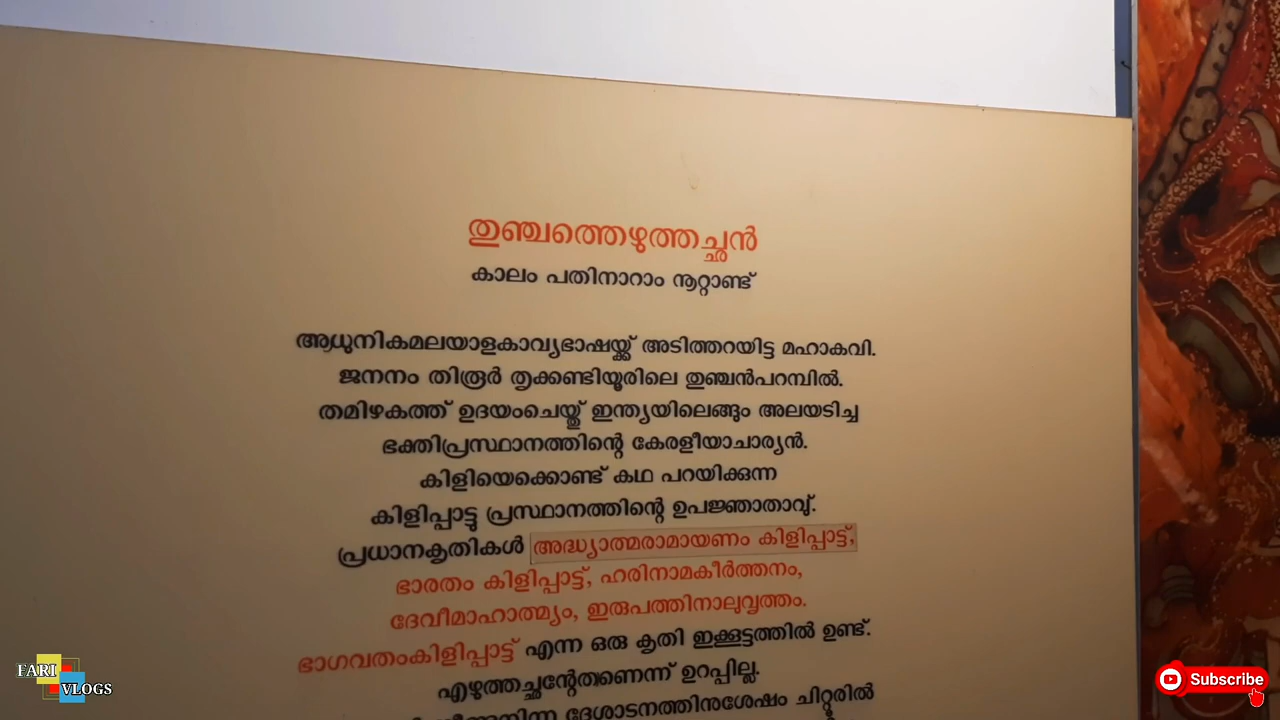 തുഞ്ചത്തെഴുത്തച്ഛൻ
കാലം പതിനാറാം നൂറ്റാണ്ട്
ആധുനികമലയാളകാവ്യഭാഷയ്ക്ക് അടിത്തറയിട്ട മഹാകവി.
ജനനം തിരൂർ തൃക്കണ്ടിയൂരിലെ തുഞ്ചൻപറമ്പിൽ.
തമിഴകത്ത് ഉദയംചെയ്തു ഇന്ത്യയിലെങ്ങും അലയടിച്ച
ഭക്തിപ്രസ്ഥാനത്തിന്റെ കേരളീയാചാര്യൻ.
കിളിയെക്കൊണ്ട് കഥ പറയിക്കുന്ന
കിളിപ്പാട്ടു പ്രസ്ഥാനത്തിന്റെ ഉപജ്ഞാതാവു്.
പ്രധാനകൃതികൾ അദ്ധ്യാത്മരാമായണം കിളിപ്പാട്ട്,
ഭാരതം കിളിപ്പാട്ട്, ഹരിനാമകീർത്തനം,
ദേവീമാഹാത്മ്യം, ഇരുപത്തിനാലുവൃത്തം.
ഭാഗവതംകിളിപ്പാട്ട് എന്ന ഒരു കൃതി ഇക്കൂട്ടത്തിൽ ഉണ്ട്.
എഴുത്തച്ഛന്റേതാണെന്ന് ഉറപ്പില്ല.
ദേശാടനത്തിനുശേഷം ചിറ്റൂരിൽ
FARI
VLOGS
Subscribe